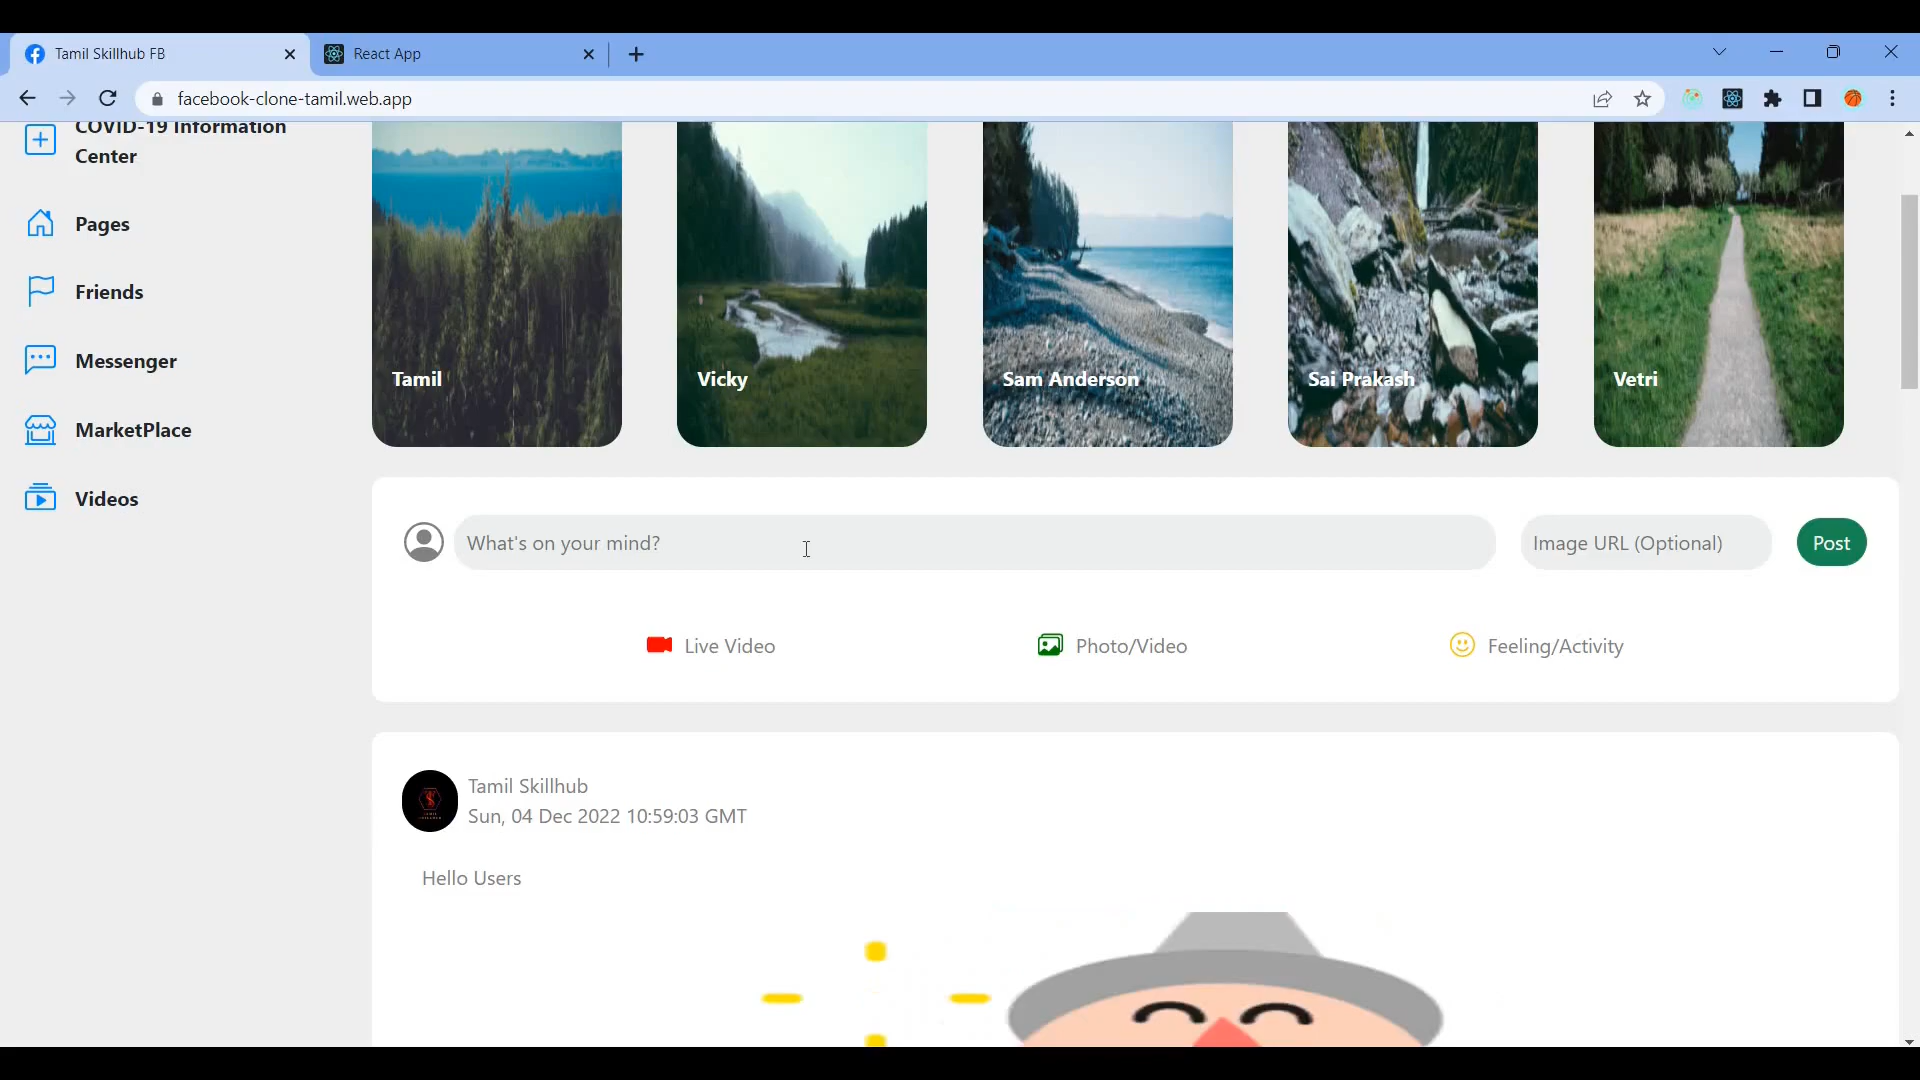 Tamil Skillhub FB
React App
facebook-clone-tamil.web.app
COVID-19 Information
Center
Pages
Friends
Messenger
MarketPlace
Videos
Tamil
Vicky
Sam Anderson
Sai Prakash
Vetri
What's on your mind?
Image URL (Optional)
Post
Live Video
Photo/Video
Feeling/Activity
Tamil Skillhub
Sun, 04 Dec 2022 10:59:03 GMT
Hello Users